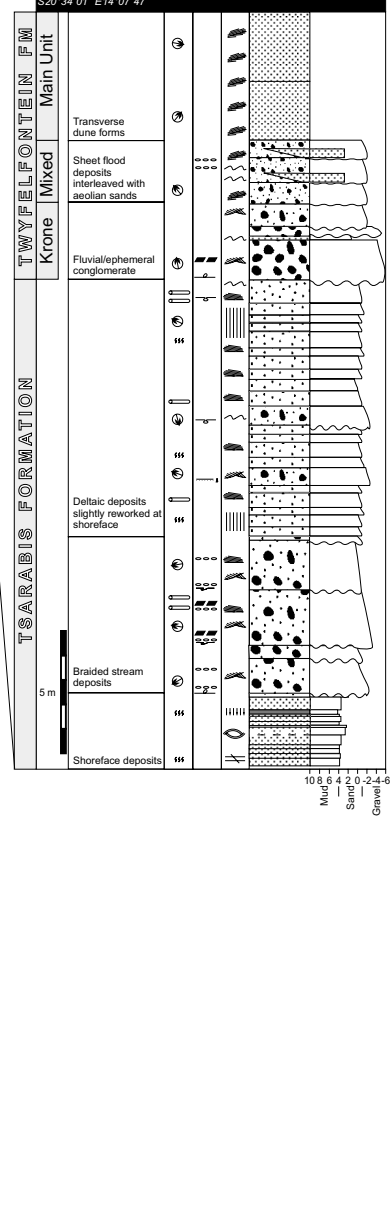 S20°34'01" E14°07'47"
TWYFELFONTEIN FM
Main Unit
Mixed
Krone
TSARABIS FORMATION
Transverse
dune forms
Sheet flood
deposits
interleaved with
aeolian sands
Fluvial/ephemeral
conglomerate
Deltaic deposits
slightly reworked at
shoreface
Braided stream
deposits
Shoreface deposits
5 m
10 8 6 4 2 0 -2 -4 -6
Mud
Sand
Gravel